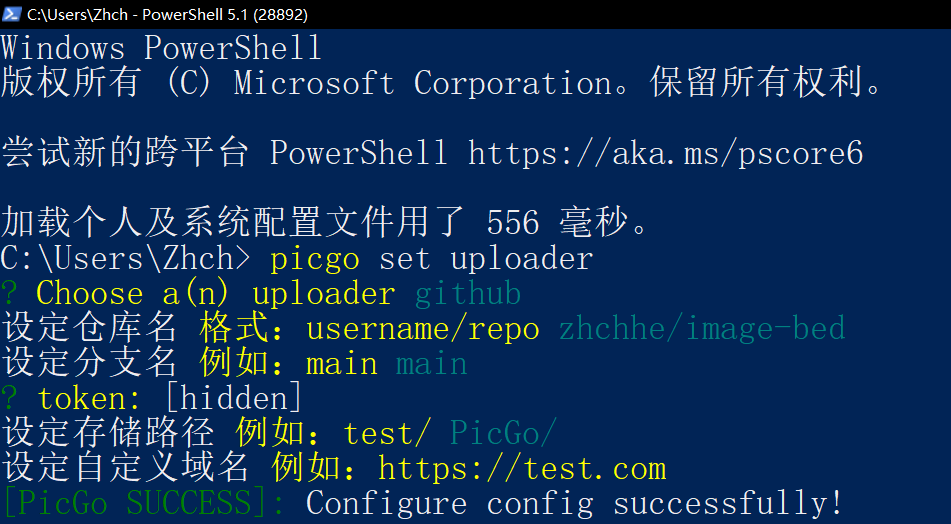 C:\Users\Zhch - PowerShell 5.1 (28892)
Windows PowerShell
版权所有 (C) Microsoft Corporation。保留所有权利。
尝试新的跨平台 PowerShell https://aka.ms/pscore6
加载个人及系统配置文件用了 556 毫秒。
C:\Users\Zhch> picgo set uploader
? Choose a(n) uploader github
设定仓库名 格式：username/repo zhchhe/image-bed
设定分支名 例如：main main
? token: [hidden]
设定存储路径 例如：test/ PicGo/
设定自定义域名 例如：https://test.com
[PicGo SUCCESS]: Configure config successfully!